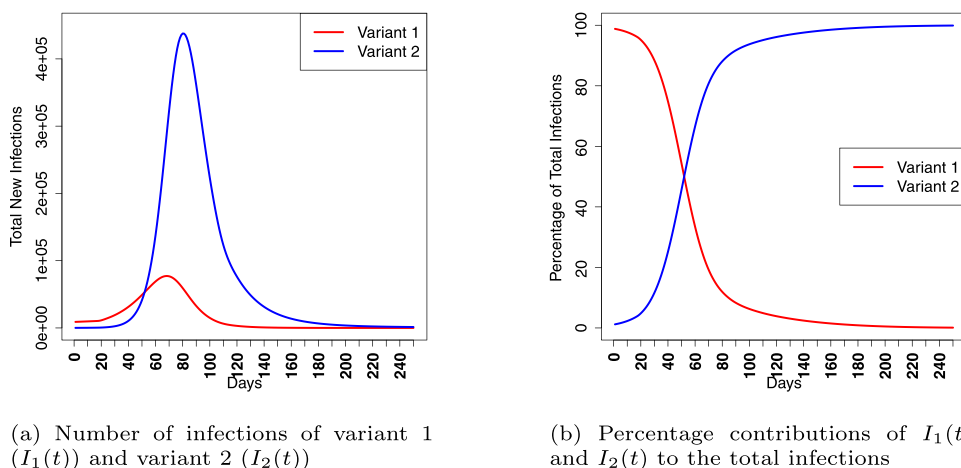 Variant 1
Variant 2
Total New Infections
0e+00 1e+05 2e+05 3e+05 4e+05
0 20 40 60 80 100 120 140 160 180 200 220 240
Days
(a) Number of infections of variant 1
(I1(t)) and variant 2 (I2(t))
Variant 1
Variant 2
Percentage of Total Infections
0 20 40 60 80 100
0 20 40 60 80 100 120 140 160 180 200 220 240
Days
(b) Percentage contributions of I1(t
and I2(t) to the total infections